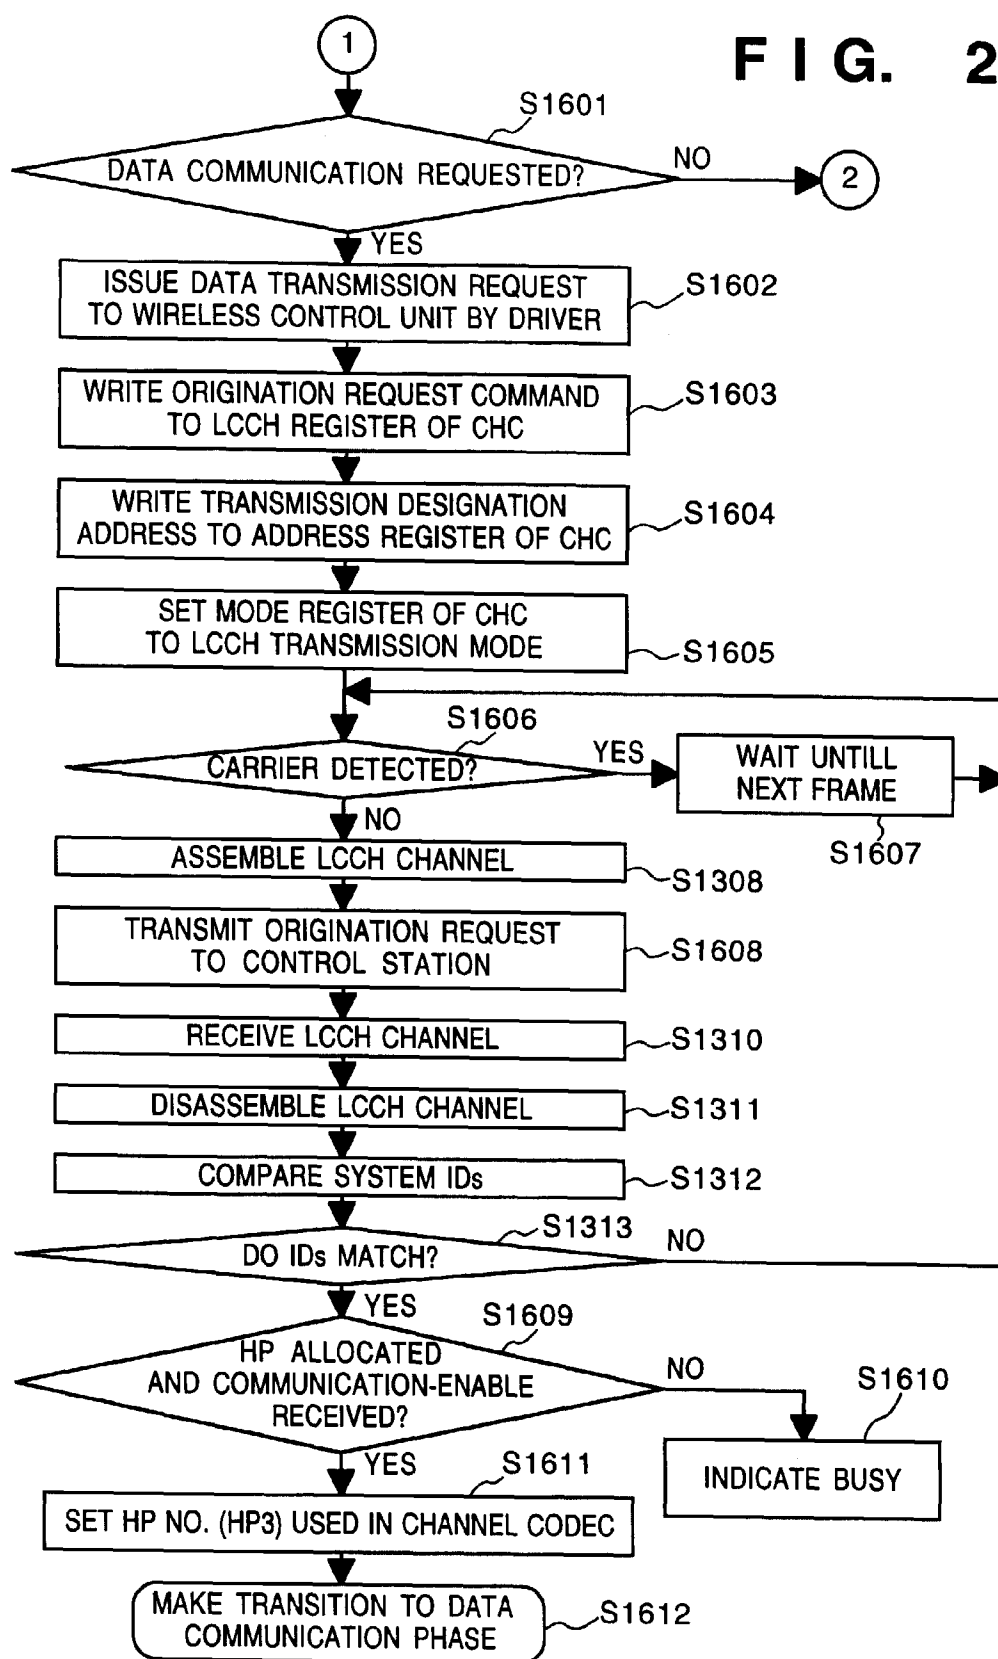 1
F I G. 2
S1601
DATA COMMUNICATION REQUESTED?
NO
2
YES
ISSUE DATA TRANSMISSION REQUEST
TO WIRELESS CONTROL UNIT BY DRIVER
S1602
WRITE ORIGINATION REQUEST COMMAND
TO LCCH REGISTER OF CHC
S1603
WRITE TRANSMISSION DESIGNATION
ADDRESS TO ADDRESS REGISTER OF CHC
S1604
SET MODE REGISTER OF CHC
TO LCCH TRANSMISSION MODE
S1605
S1606
CARRIER DETECTED?
YES
WAIT UNTILL
NEXT FRAME
S1607
NO
ASSEMBLE LCCH CHANNEL
S1308
TRANSMIT ORIGINATION REQUEST
TO CONTROL STATION
S1608
RECEIVE LCCH CHANNEL
S1310
DISASSEMBLE LCCH CHANNEL
S1311
COMPARE SYSTEM IDs
S1312
S1313
DO IDs MATCH?
NO
YES
S1609
HP ALLOCATED
AND COMMUNICATION-ENABLE
RECEIVED?
NO
S1610
INDICATE BUSY
YES
S1611
SET HP NO. (HP3) USED IN CHANNEL CODEC
MAKE TRANSITION TO DATA
COMMUNICATION PHASE
S1612